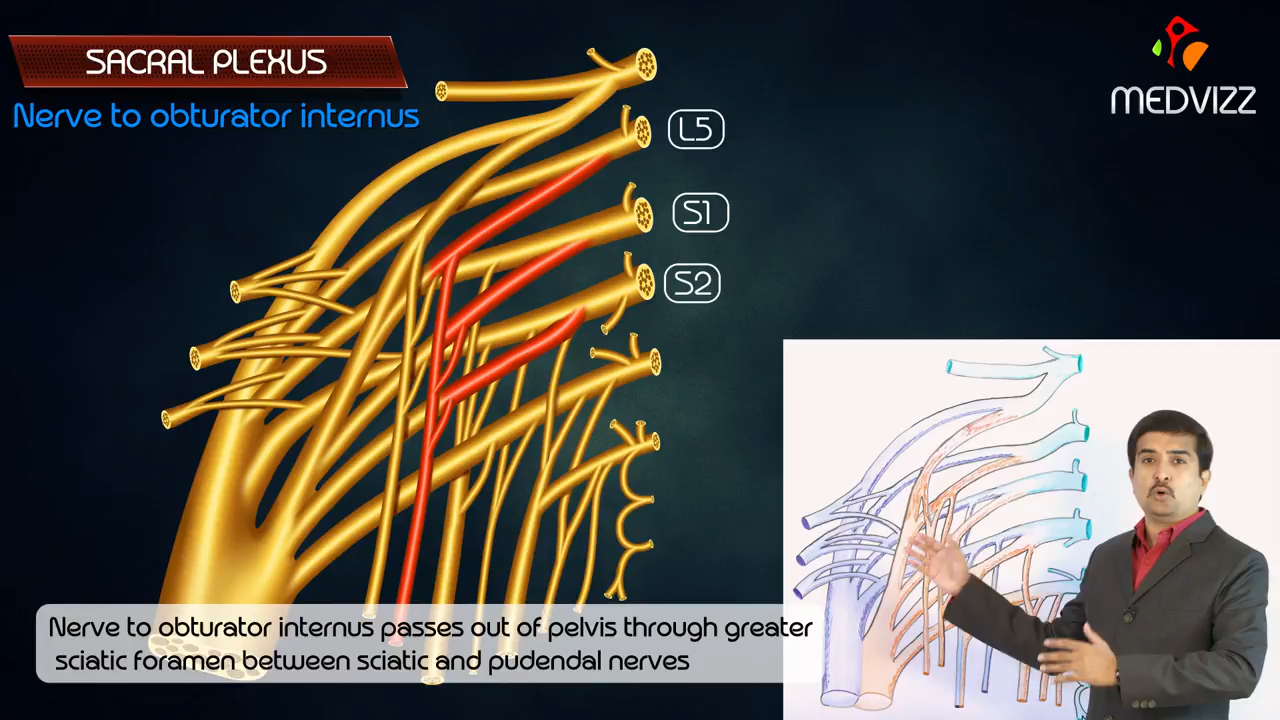 SACRAL PLEXUS
Nerve to obturator internus
MEDVIZZ
L5
S1
S2
Nerve to obturator internus passes out of pelvis through greater
sciatic foramen between sciatic and pudendal nerves